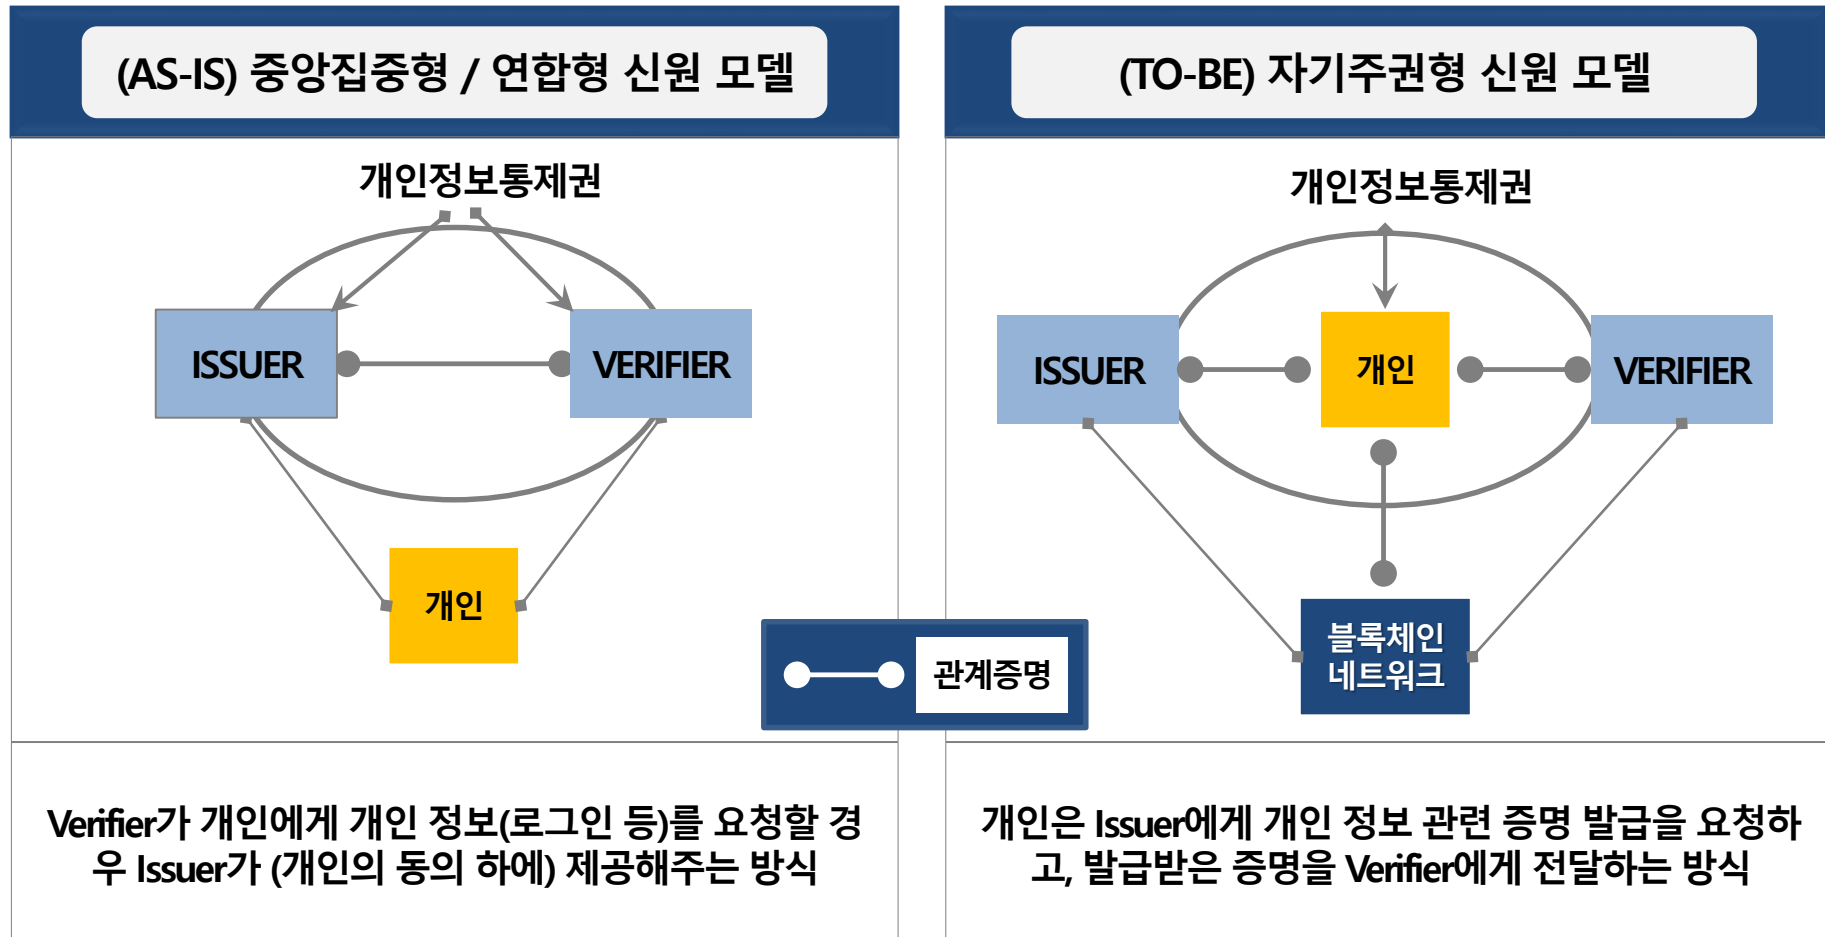 (AS-IS) 중앙집중형 / 연합형 신원 모델
개인정보통제권
ISSUER
VERIFIER
개인
Verifier가 개인에게 개인 정보(로그인 등)를 요청할 경
우 Issuer가 (개인의 동의 하에) 제공해주는 방식
관계증명
(TO-BE) 자기주권형 신원 모델
개인정보통제권
ISSUER
개인
VERIFIER
블록체인
네트워크
개인은 Issuer에게 개인 정보 관련 증명 발급을 요청하
고, 발급받은 증명을 Verifier에게 전달하는 방식